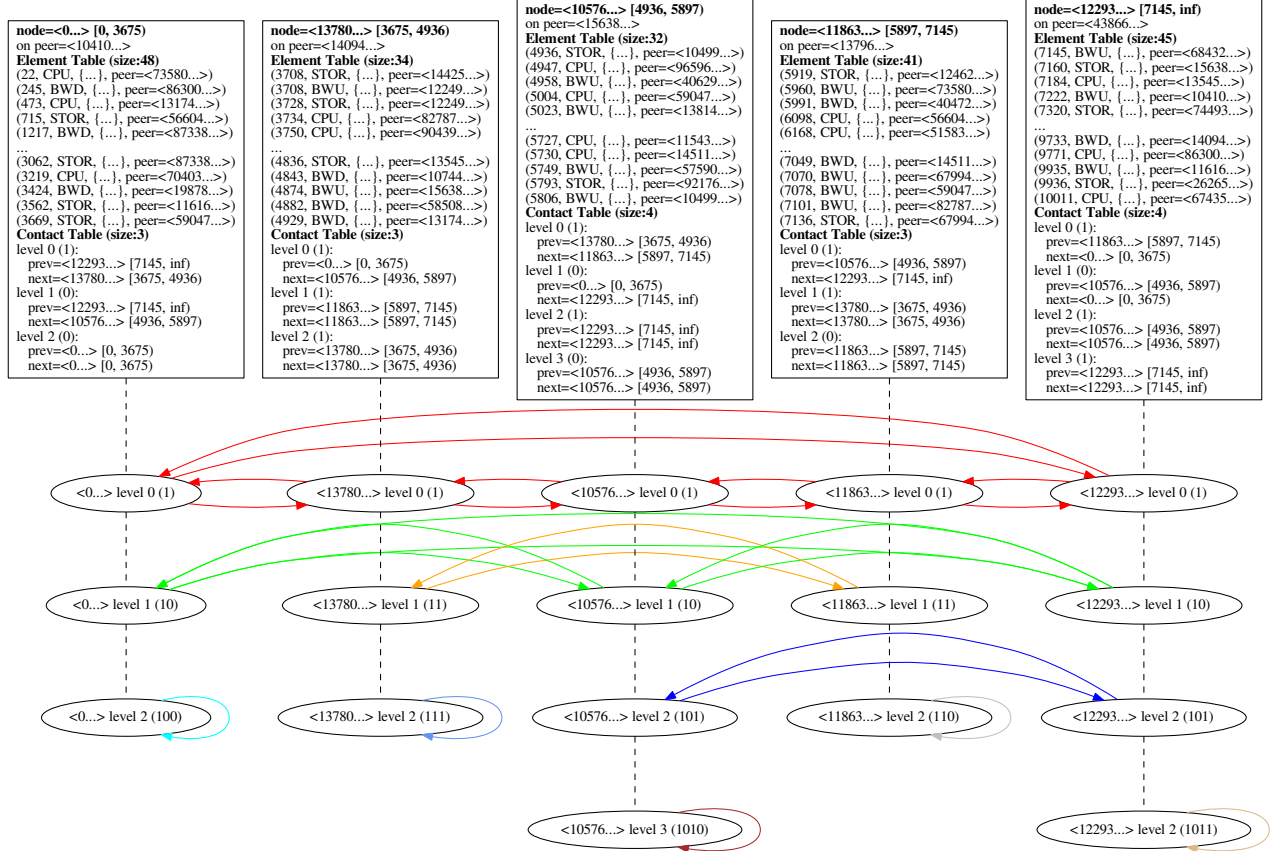 node=<0...> [0, 3675)
on peer=<10410...>
Element Table (size:48)
(22, CPU, {...}, peer=<73580...>)
(245, BWD, {...}, peer=<86300...>)
(473, CPU, {...}, peer=<13174...>)
(715, STOR, {...}, peer=<56604...>)
(1217, BWD, {...}, peer=<87338...>)
...
(3062, STOR, {...}, peer=<87338...>)
(3219, CPU, {...}, peer=<70403...>)
(3424, BWD, {...}, peer=<19878...>)
(3562, STOR, {...}, peer=<11616...>)
(3669, STOR, {...}, peer=<59047...>)
Contact Table (size:3)
level 0 (1):
prev=<12293...> [7145, inf)
next=<13780...> [3675, 4936)
level 1 (0):
prev=<12293...> [7145, inf)
next=<10576...> [4936, 5897)
level 2 (0):
prev=<0...> [0, 3675)
next=<0...> [0, 3675)
node=<13780...> [3675, 4936)
on peer=<14094...>
Element Table (size:34)
(3708, STOR, {...}, peer=<14425...>)
(3708, BWU, {...}, peer=<12249...>)
(3728, STOR, {...}, peer=<12249...>)
(3734, CPU, {...}, peer=<82787...>)
(3750, CPU, {...}, peer=<90439...>)
...
(4836, STOR, {...}, peer=<13545...>)
(4843, BWD, {...}, peer=<10744...>)
(4874, BWU, {...}, peer=<15638...>)
(4882, BWD, {...}, peer=<58508...>)
(4929, BWD, {...}, peer=<13174...>)
Contact Table (size:3)
level 0 (1):
prev=<0...> [0, 3675)
next=<10576...> [4936, 5897)
level 1 (1):
prev=<11863...> [5897, 7145)
next=<11863...> [5897, 7145)
level 2 (1):
prev=<13780...> [3675, 4936)
next=<13780...> [3675, 4936)
node=<10576...> [4936, 5897)
on peer=<15638...>
Element Table (size:32)
(4936, STOR, {...}, peer=<10499...>)
(4947, CPU, {...}, peer=<96596...>)
(4958, BWU, {...}, peer=<40629...>)
(5004, CPU, {...}, peer=<59047...>)
(5023, BWU, {...}, peer=<13814...>)
...
(5727, CPU, {...}, peer=<11543...>)
(5730, CPU, {...}, peer=<14511...>)
(5749, BWU, {...}, peer=<57590...>)
(5793, STOR, {...}, peer=<92176...>)
(5806, BWU, {...}, peer=<10499...>)
Contact Table (size:4)
level 0 (1):
prev=<13780...> [3675, 4936)
next=<11863...> [5897, 7145)
level 1 (0):
prev=<0...> [0, 3675)
next=<12293...> [7145, inf)
level 2 (1):
prev=<12293...> [7145, inf)
next=<12293...> [7145, inf)
level 3 (0):
prev=<10576...> [4936, 5897)
next=<10576...> [4936, 5897)
node=<11863...> [5897, 7145)
on peer=<13796...>
Element Table (size:41)
(5919, STOR, {...}, peer=<12462...>)
(5960, BWU, {...}, peer=<73580...>)
(5991, BWD, {...}, peer=<40472...>)
(6098, CPU, {...}, peer=<56604...>)
(6168, CPU, {...}, peer=<51583...>)
...
(7049, BWD, {...}, peer=<14511...>)
(7070, BWU, {...}, peer=<67994...>)
(7078, BWU, {...}, peer=<59047...>)
(7101, BWU, {...}, peer=<82787...>)
(7136, STOR, {...}, peer=<67994...>)
Contact Table (size:3)
level 0 (1):
prev=<10576...> [4936, 5897)
next=<12293...> [7145, inf)
level 1 (1):
prev=<13780...> [3675, 4936)
next=<13780...> [3675, 4936)
level 2 (0):
prev=<11863...> [5897, 7145)
next=<11863...> [5897, 7145)
node=<12293...> [7145, inf)
on peer=<43866...>
Element Table (size:45)
(7145, BWU, {...}, peer=<68432...>)
(7160, STOR, {...}, peer=<15638...>)
(7184, CPU, {...}, peer=<13545...>)
(7222, BWU, {...}, peer=<10410...>)
(7320, STOR, {...}, peer=<74493...>)
...
(9733, BWD, {...}, peer=<14094...>)
(9771, CPU, {...}, peer=<86300...>)
(9935, BWU, {...}, peer=<11616...>)
(9936, STOR, {...}, peer=<26265...>)
(10011, CPU, {...}, peer=<67435...>)
Contact Table (size:4)
level 0 (1):
prev=<11863...> [5897, 7145)
next=<0...> [0, 3675)
level 1 (0):
prev=<10576...> [4936, 5897)
next=<0...> [0, 3675)
level 2 (1):
prev=<10576...> [4936, 5897)
next=<10576...> [4936, 5897)
level 3 (1):
prev=<12293...> [7145, inf)
next=<12293...> [7145, inf)
<0...> level 0 (1)
<13780...> level 0 (1)
<10576...> level 0 (1)
<11863...> level 0 (1)
<12293...> level 0 (1)
<0...> level 1 (10)
<13780...> level 1 (11)
<10576...> level 1 (10)
<11863...> level 1 (11)
<12293...> level 1 (10)
<0...> level 2 (100)
<13780...> level 2 (111)
<10576...> level 2 (101)
<11863...> level 2 (110)
<12293...> level 2 (101)
<10576...> level 3 (1010)
<12293...> level 2 (1011)